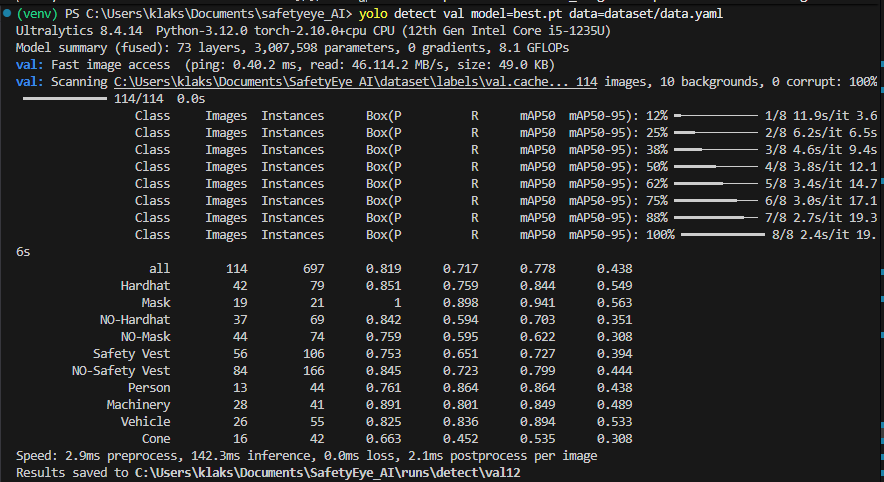 (venv) PS C:\Users\klaks\Documents\safetyeye_AI> yolo detect val model=best.pt data=dataset/data.yaml
Ultralytics 8.4.14 Python-3.12.0 torch-2.10.0+cpu CPU (12th Gen Intel Core i5-1235U)
Model summary (fused): 73 layers, 3,007,598 parameters, 0 gradients, 8.1 GFLOPs
val: Fast image access (ping: 0.40.2 ms, read: 46.114.2 MB/s, size: 49.0 KB)
val: Scanning C:\Users\klaks\Documents\SafetyEye AI\dataset\labels\val.cache... 114 images, 10 backgrounds, 0 corrupt: 100%
114/114 0.0s
Class Images Instances Box(P R mAP50 mAP50-95): 12% 1/8 11.9s/it 3.6
Class Images Instances Box(P R mAP50 mAP50-95): 25% 2/8 6.2s/it 6.5s
Class Images Instances Box(P R mAP50 mAP50-95): 38% 3/8 4.6s/it 9.4s
Class Images Instances Box(P R mAP50 mAP50-95): 50% 4/8 3.8s/it 12.1
Class Images Instances Box(P R mAP50 mAP50-95): 62% 5/8 3.4s/it 14.7
Class Images Instances Box(P R mAP50 mAP50-95): 75% 6/8 3.0s/it 17.1
Class Images Instances Box(P R mAP50 mAP50-95): 88% 7/8 2.7s/it 19.3
Class Images Instances Box(P R mAP50 mAP50-95): 100% 8/8 2.4s/it 19.
6s
all 114 697 0.819 0.717 0.778 0.438
Hardhat 42 79 0.851 0.759 0.844 0.549
Mask 19 21 1 0.898 0.941 0.563
NO-Hardhat 37 69 0.842 0.594 0.703 0.351
NO-Mask 44 74 0.759 0.595 0.622 0.308
Safety Vest 56 106 0.753 0.651 0.727 0.394
NO-Safety Vest 84 166 0.845 0.723 0.799 0.444
Person 13 44 0.761 0.864 0.864 0.438
Machinery 28 41 0.891 0.801 0.849 0.489
Vehicle 26 55 0.825 0.836 0.894 0.533
Cone 16 42 0.663 0.452 0.535 0.308
Speed: 2.9ms preprocess, 142.3ms inference, 0.0ms loss, 2.1ms postprocess per image
Results saved to C:\Users\klaks\Documents\SafetyEye_AI\runs\detect\val12